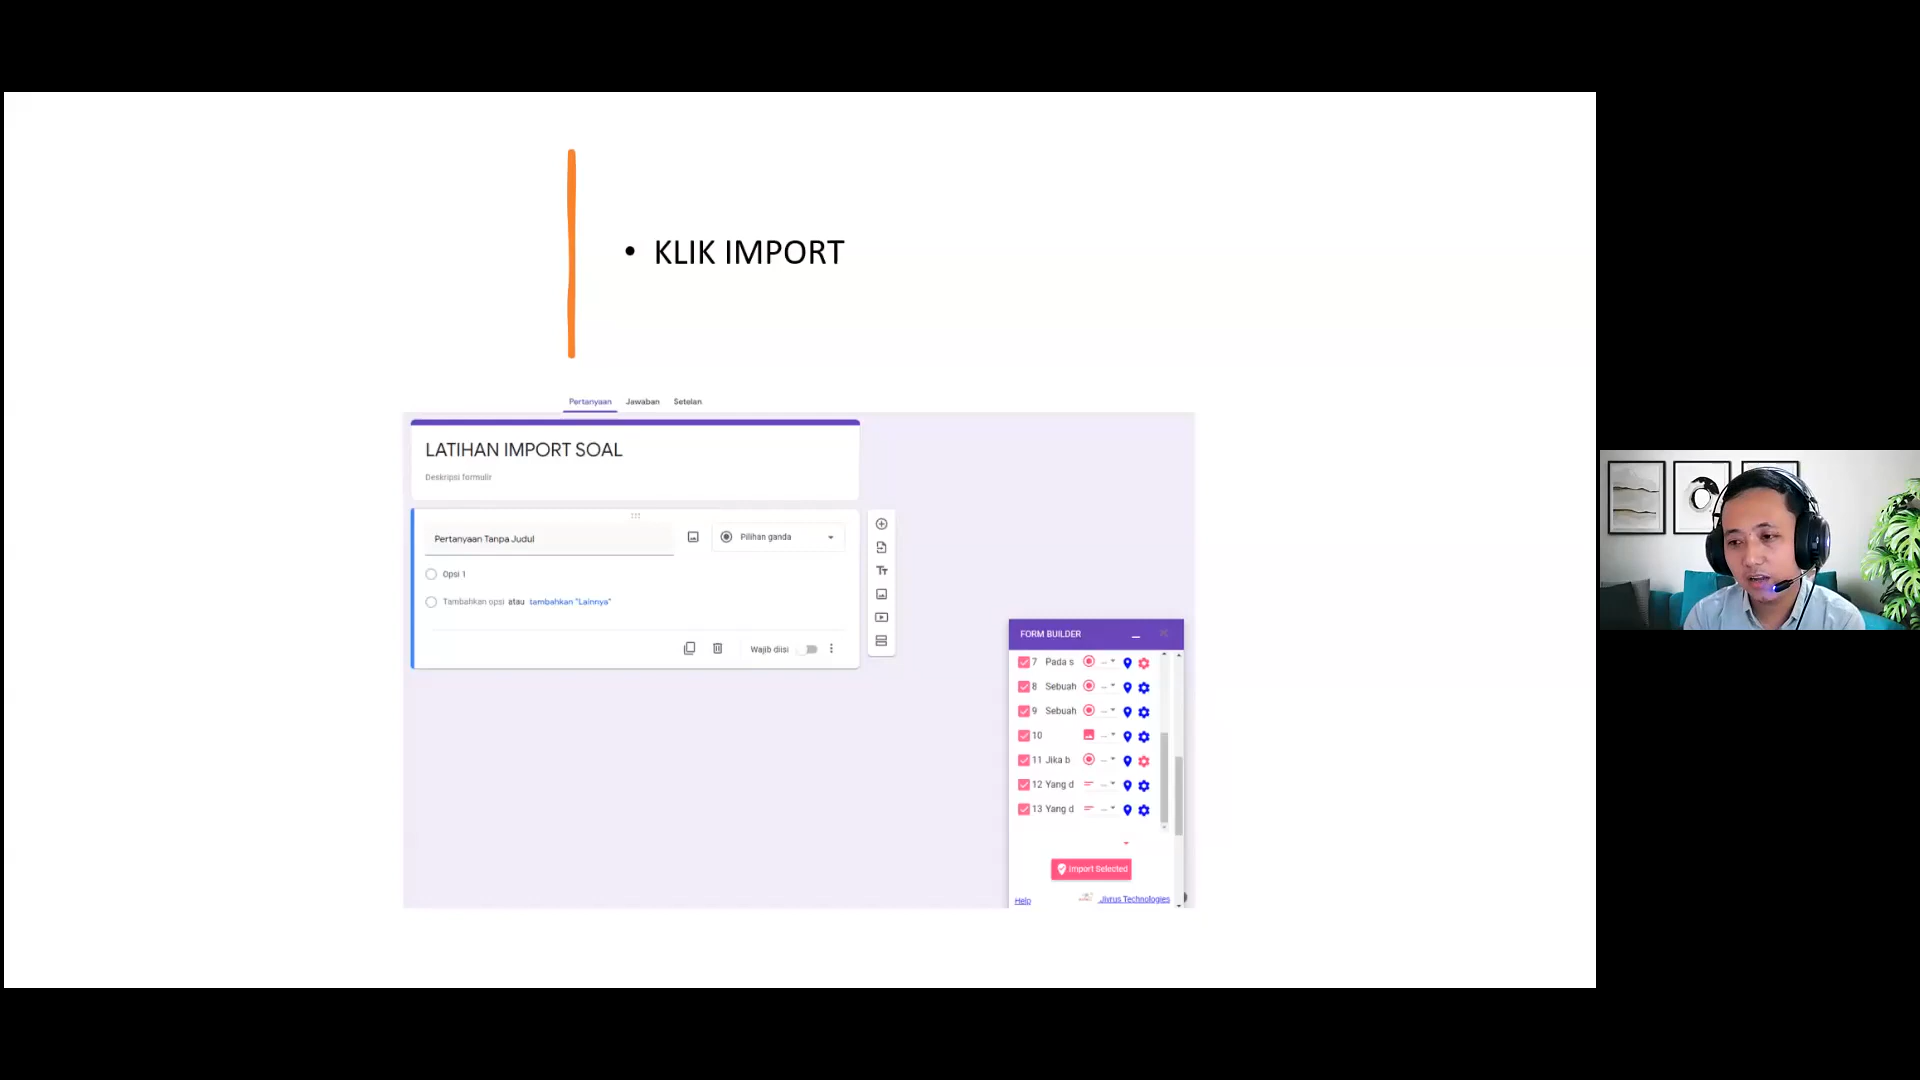 • KLIK IMPORT
Pertanyaan Jawaban Setelan
LATIHAN IMPORT SOAL
Deskripsi formulir
Pertanyaan Tanpa Judul
Pilihan ganda
Opsi 1
Tambahkan opsi atau tambahkan "Lainnya"
Wajib diisi
FORM BUILDER
7 Pada s
8 Sebuah
9 Sebuah
10
11 Jika b
12 Yang d
13 Yang d
Import Selected
Help
Jivrus Technologies